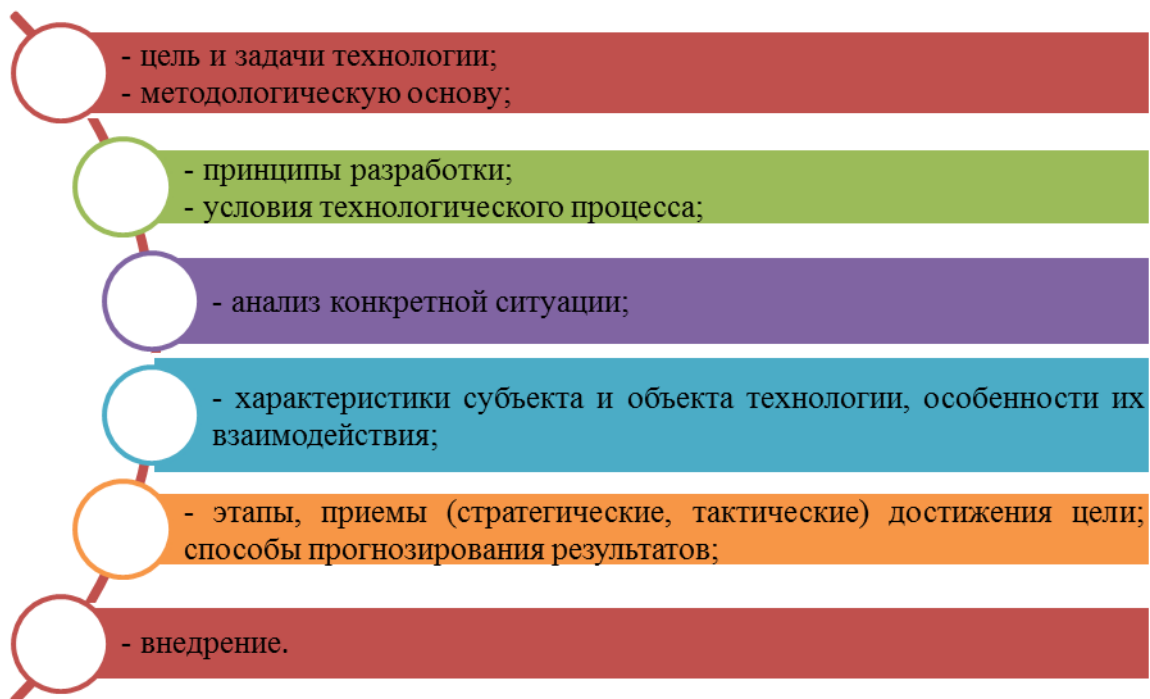 - цель и задачи технологии;
- методологическую основу;
- принципы разработки;
- условия технологического процесса;
- анализ конкретной ситуации;
- характеристики субъекта и объекта технологии, особенности их
взаимодействия;
- этапы, приемы (стратегические, тактические) достижения цели;
способы прогнозирования результатов;
- внедрение.